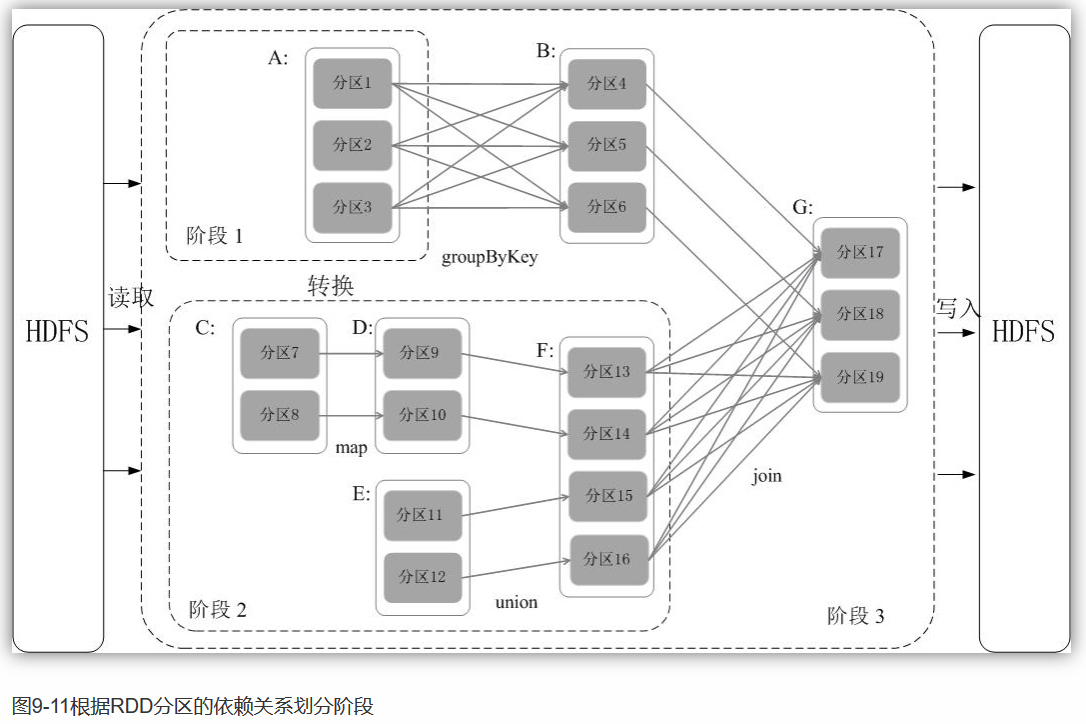 HDFS
读取
A:
分区1
分区2
分区3
阶段 1
B:
分区4
分区5
分区6
groupByKey
转换
C:
分区7
分区8
map
D:
分区9
分区10
E:
分区11
分区12
union
F:
分区13
分区14
分区15
分区16
阶段 2
join
G:
分区17
分区18
分区19
阶段 3
写入
HDFS
图9-11根据RDD分区的依赖关系划分阶段